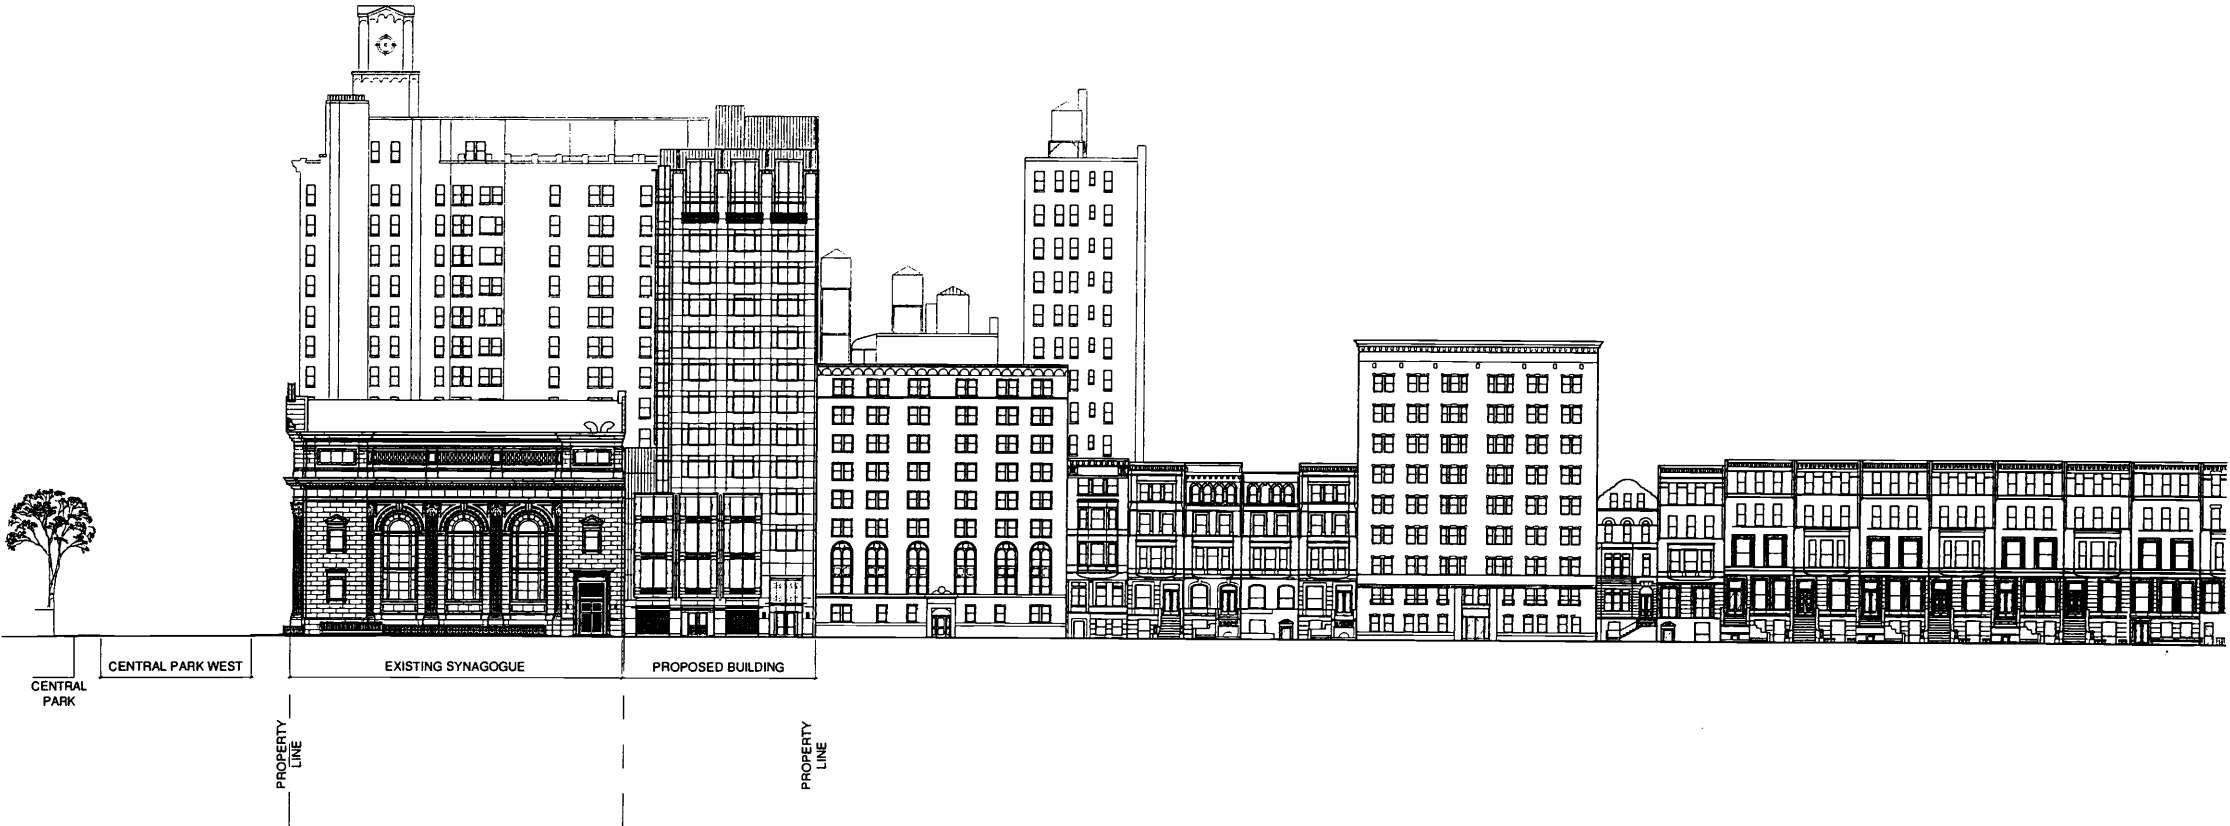 CENTRAL PARK WEST
EXISTING SYNAGOGUE
PROPOSED BUILDING
CENTRAL
PARK
PROPERTY
LINE
PROPERTY
LINE